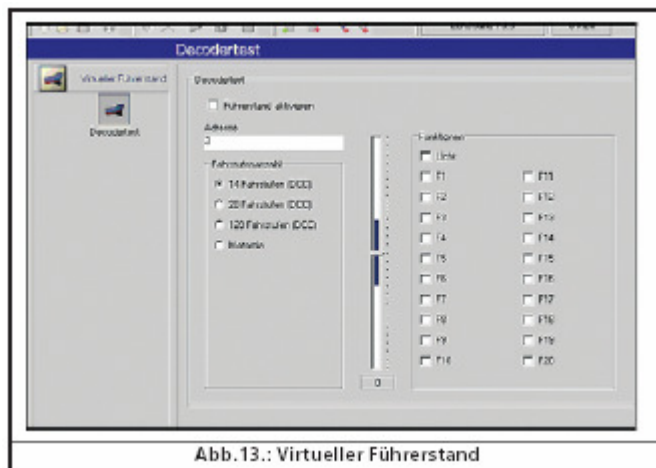 Decodertest
Virtueller Führerstand
Decodertest
Decodertest
Führerstand aktivieren
Adresse
3
14 Fahrstufen (DCC)
28 Fahrstufen (DCC)
128 Fahrstufen (DCC)
Motorola
0
Funktionen
Licht
F1
F2
F3
F4
F5
F6
F7
F8
F9
F10
F11
F12
F13
F14
F15
F16
F17
F18
F19
F20
Abb.13.: Virtueller Führerstand